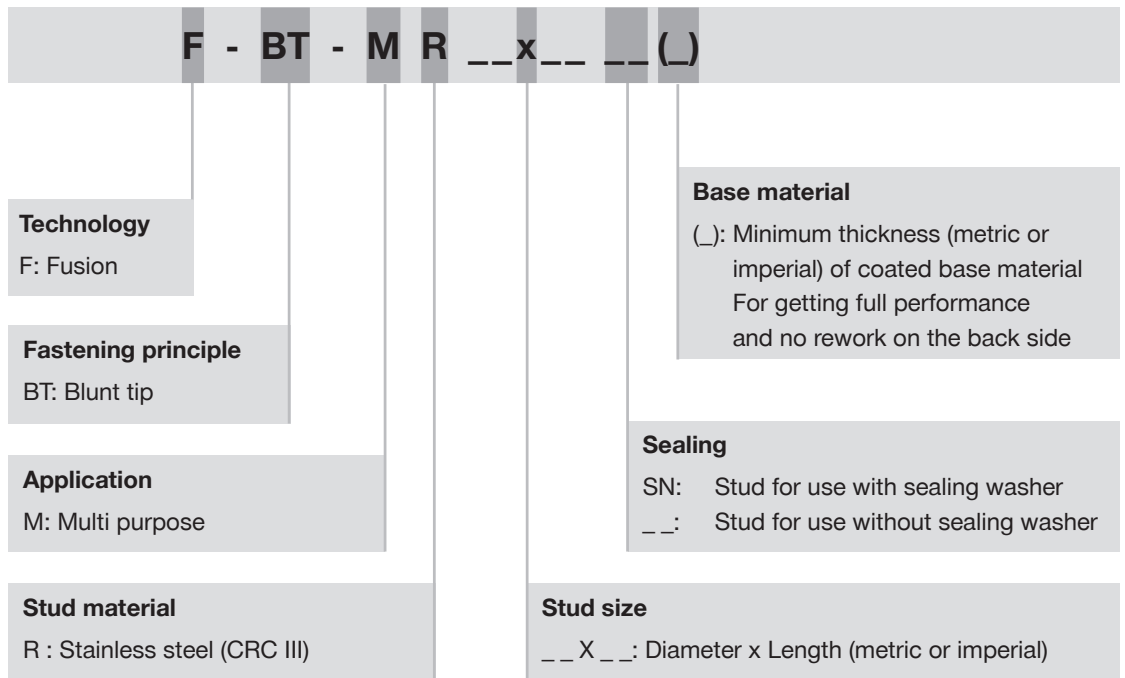 F - BT - M R __x__ __ (_)
Technology
F: Fusion
Fastening principle
BT: Blunt tip
Application
M: Multi purpose
Stud material
R : Stainless steel (CRC III)
Base material
(_): Minimum thickness (metric or
imperial) of coated base material
For getting full performance
and no rework on the back side
Sealing
SN: Stud for use with sealing washer
_ _: Stud for use without sealing washer
Stud size
_ _ X _ _: Diameter x Length (metric or imperial)